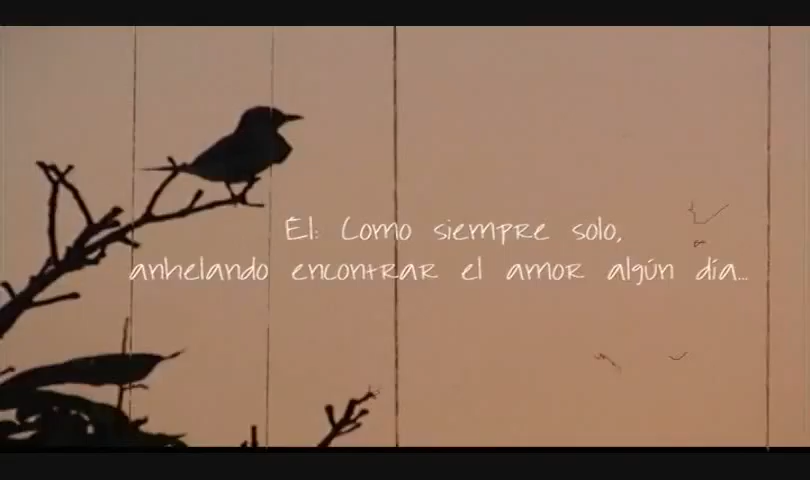 Él: Como siempre solo,
anhelando encontrar el amor algún día...